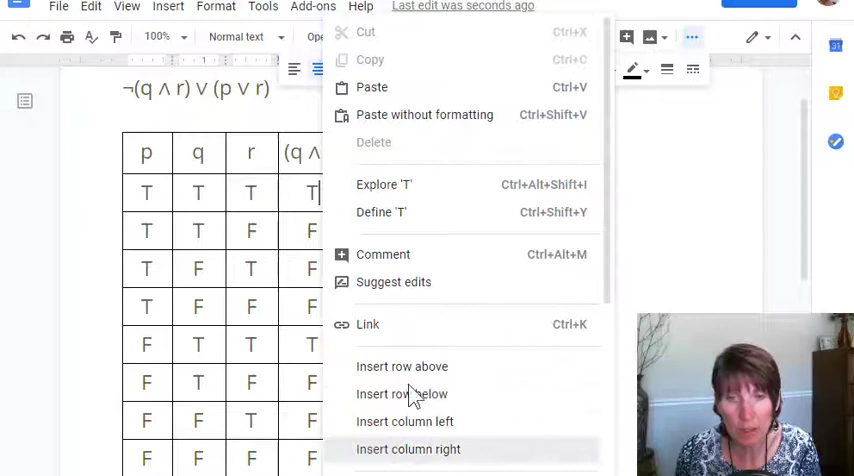 File Edit View Insert Format Tools Add-ons Help Last edit was seconds ago
100% Normal text
¬(q ∧ r) ∨ (p ∨ r)
p q r (q ∧
T T T T
T T F F
T F T F
T F F F
F T T T
F T F F
F F T F
F F F F
Cut Ctrl+X
Copy Ctrl+C
Paste Ctrl+V
Paste without formatting Ctrl+Shift+V
Delete
Explore 'T' Ctrl+Alt+Shift+I
Define 'T' Ctrl+Shift+Y
Comment Ctrl+Alt+M
Suggest edits
Link Ctrl+K
Insert row above
Insert row below
Insert column left
Insert column right
31